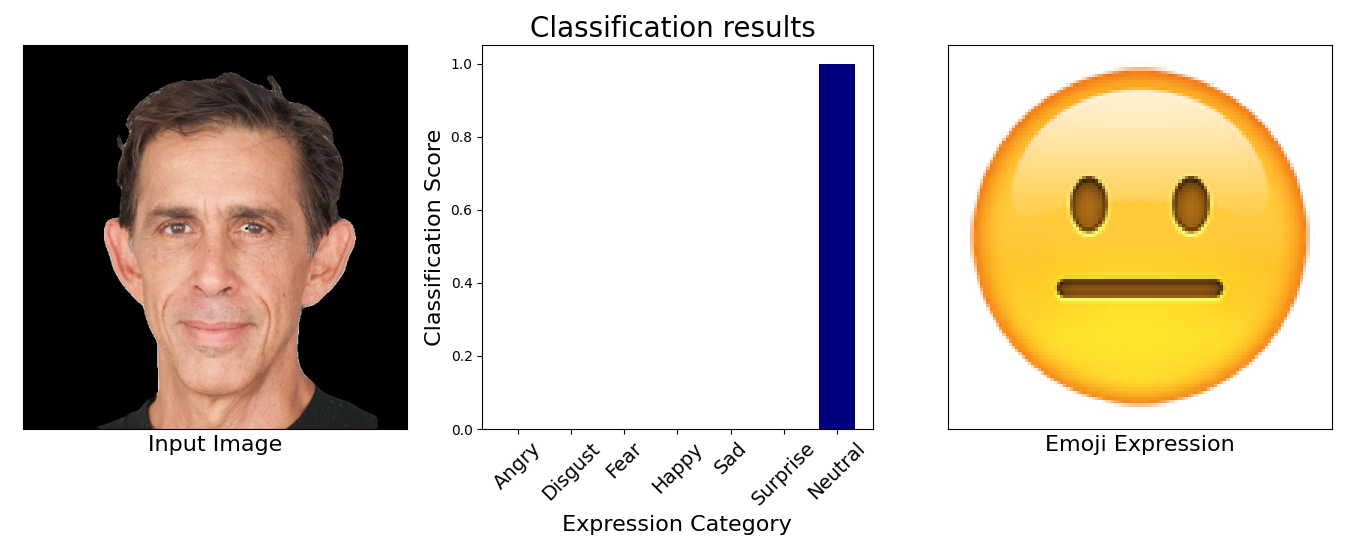 Classification results
Classification Score
1.0
0.8
0.6
0.4
0.2
0.0
Angry
Disgust
Fear
Happy
Sad
Surprise
Neutral
Expression Category
Input Image
Emoji Expression